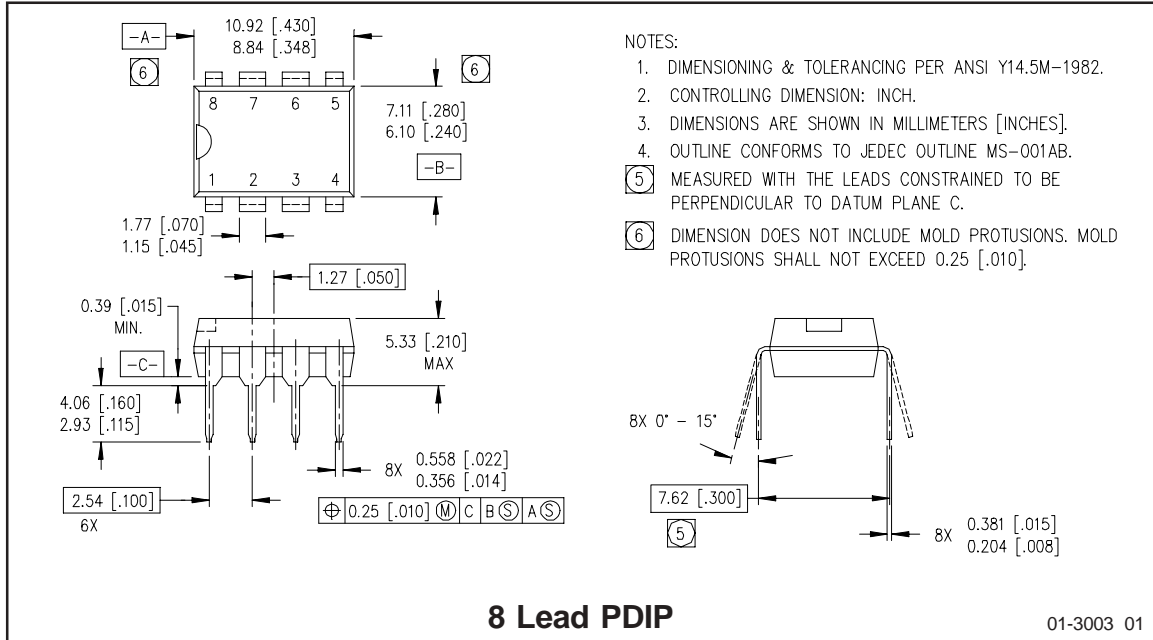 -A-
10.92 [.430]
8.84 [.348]
6
6
8 7 6 5
7.11 [.280]
6.10 [.240]
-B-
1 2 3 4
1.77 [.070]
1.15 [.045]
1.27 [.050]
0.39 [.015]
MIN.
5.33 [.210]
MAX
-C-
4.06 [.160]
2.93 [.115]
8X 0.558 [.022]
0.356 [.014]
2.54 [.100]
6X
⌖ 0.25 [.010] Ⓜ C B Ⓢ A Ⓢ
NOTES:
1. DIMENSIONING & TOLERANCING PER ANSI Y14.5M-1982.
2. CONTROLLING DIMENSION: INCH.
3. DIMENSIONS ARE SHOWN IN MILLIMETERS [INCHES].
4. OUTLINE CONFORMS TO JEDEC OUTLINE MS-001AB.
5 MEASURED WITH THE LEADS CONSTRAINED TO BE
PERPENDICULAR TO DATUM PLANE C.
6 DIMENSION DOES NOT INCLUDE MOLD PROTUSIONS. MOLD
PROTUSIONS SHALL NOT EXCEED 0.25 [.010].
8X 0° - 15°
7.62 [.300]
5
8X 0.381 [.015]
0.204 [.008]
8 Lead PDIP
01-3003 01